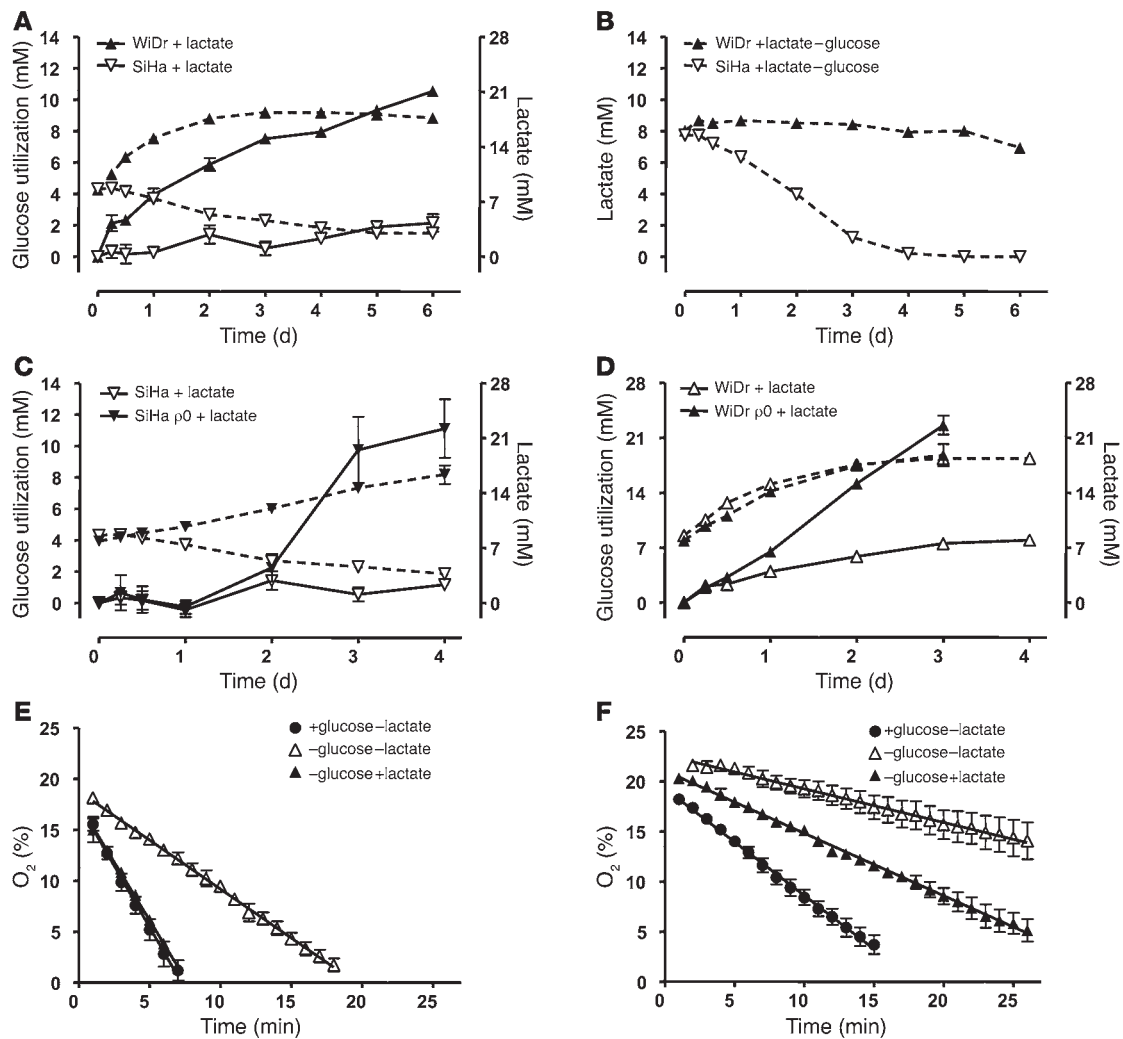 A
WiDr + lactate
SiHa + lactate
Glucose utilization (mM)
14
12
10
8
6
4
2
0
28
21
14
7
0
Lactate (mM)
0 1 2 3 4 5 6
Time (d)
B
WiDr +lactate–glucose
SiHa +lactate–glucose
Lactate (mM)
14
12
10
8
6
4
2
0
0 1 2 3 4 5 6
Time (d)
C
SiHa + lactate
SiHa ρ0 + lactate
Glucose utilization (mM)
14
12
10
8
6
4
2
0
28
21
14
7
0
Lactate (mM)
0 1 2 3 4
Time (d)
D
WiDr + lactate
WiDr ρ0 + lactate
Glucose utilization (mM)
28
21
14
7
0
28
21
14
7
0
Lactate (mM)
0 1 2 3 4
Time (d)
E
+glucose–lactate
–glucose–lactate
–glucose+lactate
O2 (%)
25
20
15
10
5
0
0 5 10 15 20 25
Time (min)
F
+glucose–lactate
–glucose–lactate
–glucose+lactate
O2 (%)
25
20
15
10
5
0
0 5 10 15 20 25
Time (min)